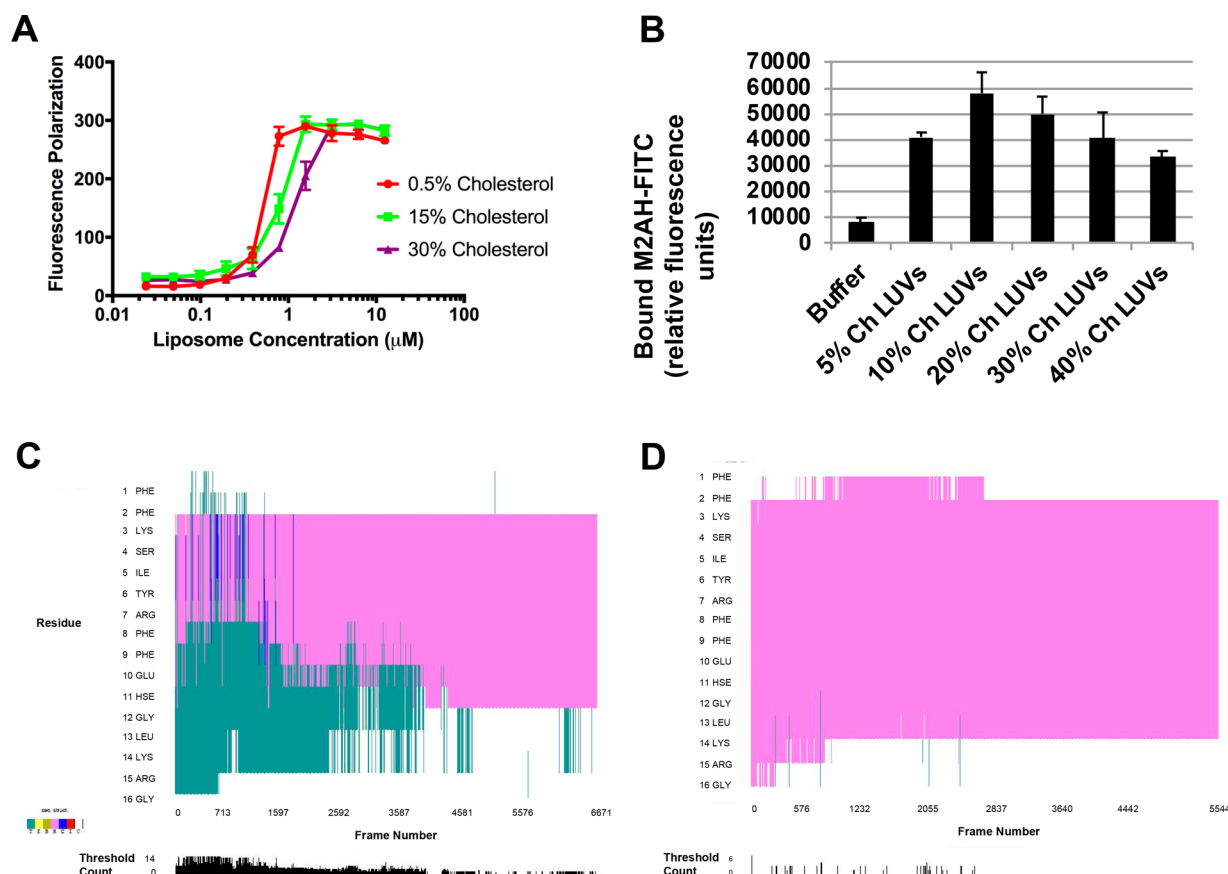 A
Fluorescence Polarization
400
300
200
100
0
0.01
0.1
1
10
100
Liposome Concentration (μM)
0.5% Cholesterol
15% Cholesterol
30% Cholesterol
B
Bound M2AH-FITC
(relative fluorescence
units)
70000
60000
50000
40000
30000
20000
10000
0
Buffer
5% Ch LUVs
10% Ch LUVs
20% Ch LUVs
30% Ch LUVs
40% Ch LUVs
C
Residue
1 PHE
2 PHE
3 LYS
4 SER
5 ILE
6 TYR
7 ARG
8 PHE
9 PHE
10 GLU
11 HSE
12 GLY
13 LEU
14 LYS
15 ARG
16 GLY
sec. struct.
T E B H G I C
0 713 1597 2592 3587 4581 5576 6671
Frame Number
Threshold 14
Count 0
D
1 PHE
2 PHE
3 LYS
4 SER
5 ILE
6 TYR
7 ARG
8 PHE
9 PHE
10 GLU
11 HSE
12 GLY
13 LEU
14 LYS
15 ARG
16 GLY
0 576 1232 2055 2837 3640 4442 5544
Frame Number
Threshold 6
Count 0